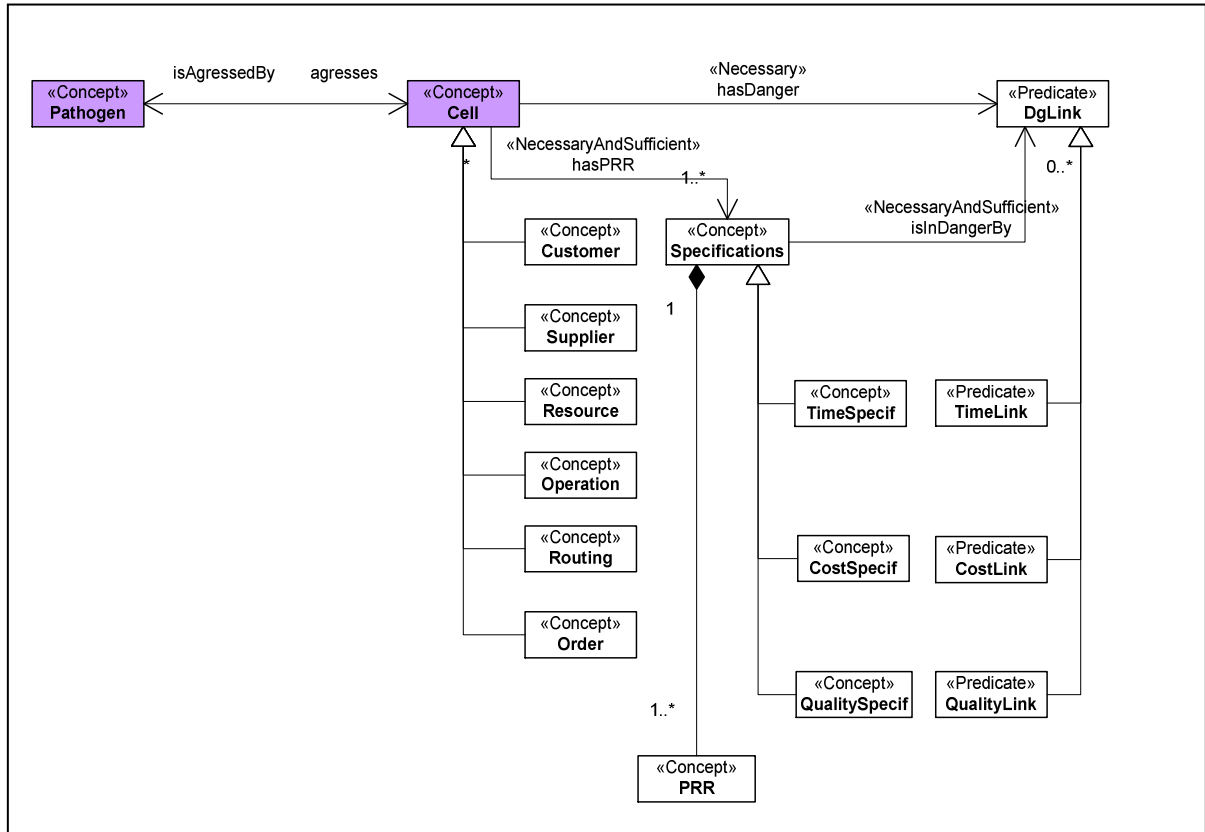 isAgressedBy
agresses
«Necessary»
hasDanger
«Concept»
Pathogen
«Concept»
Cell
«Predicate»
DgLink
*
«NecessaryAndSufficient»
hasPRR
1..*
0..*
«NecessaryAndSufficient»
isInDangerBy
«Concept»
Customer
«Concept»
Specifications
1
«Concept»
Supplier
«Concept»
Resource
«Concept»
TimeSpecif
«Predicate»
TimeLink
«Concept»
Operation
«Concept»
Routing
«Concept»
CostSpecif
«Predicate»
CostLink
«Concept»
Order
«Concept»
QualitySpecif
«Predicate»
QualityLink
1..*
«Concept»
PRR